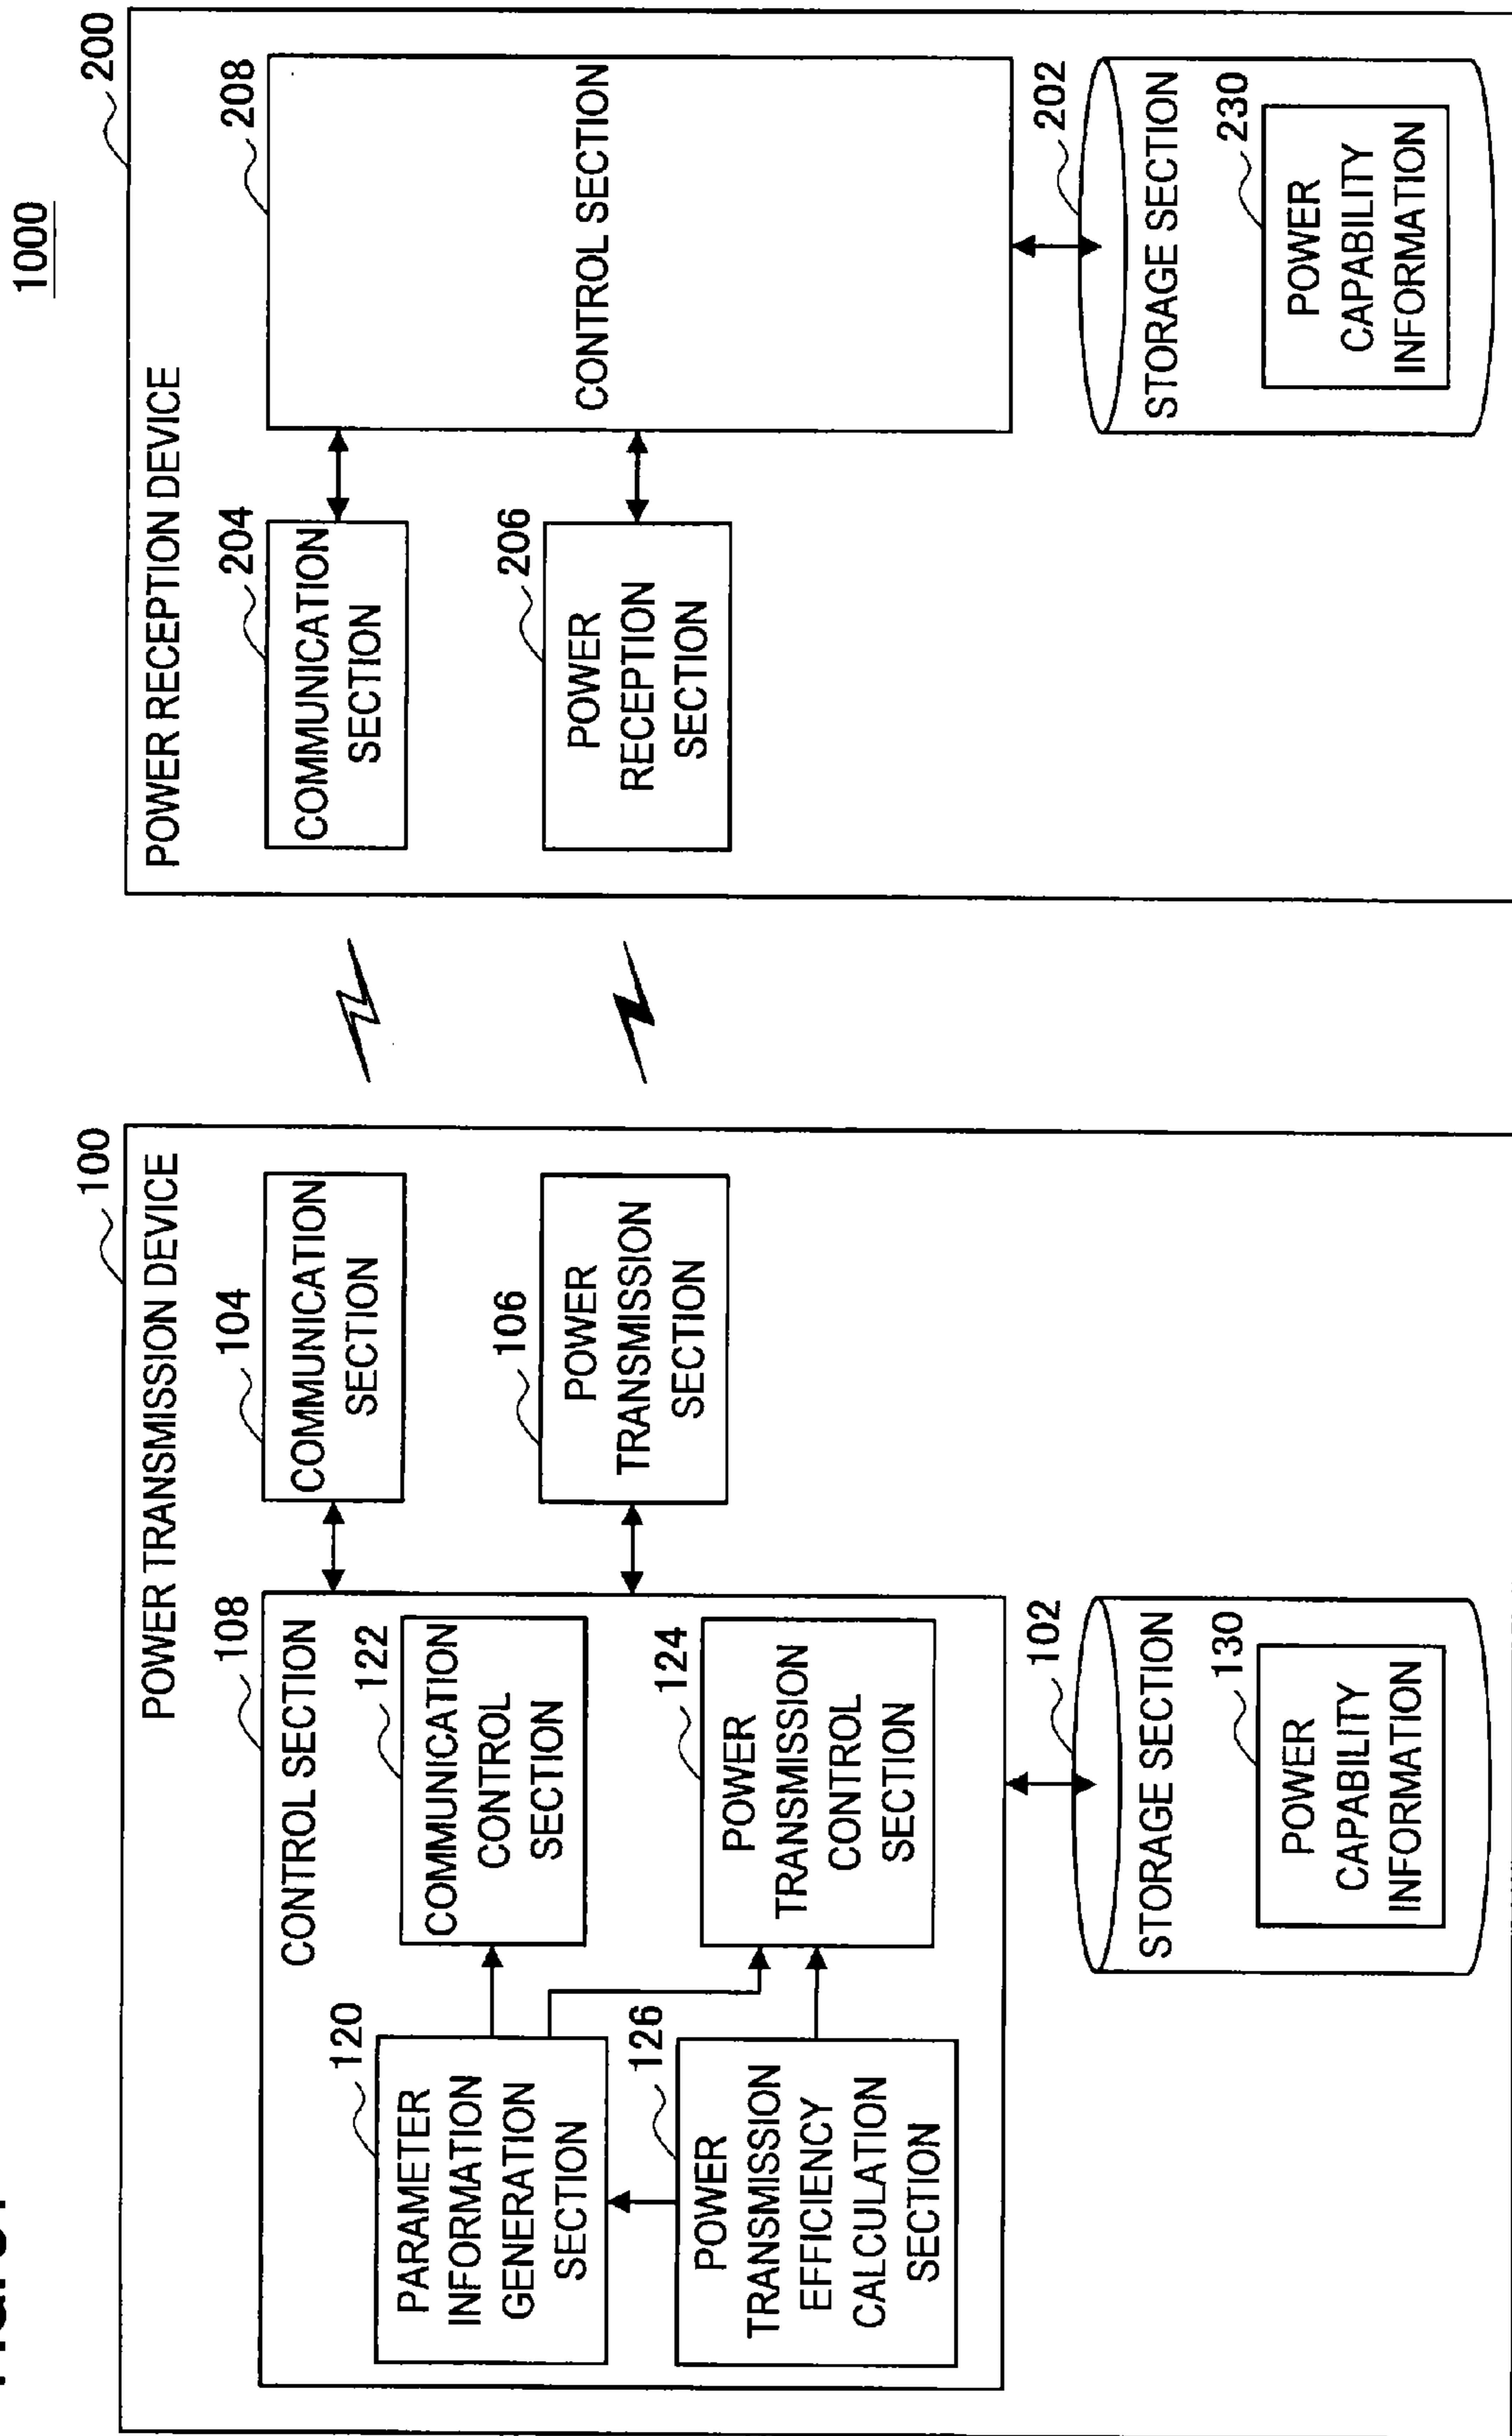 1000
100
POWER TRANSMISSION DEVICE
108
CONTROL SECTION
120
PARAMETER
INFORMATION
GENERATION
SECTION
122
COMMUNICATION
CONTROL
SECTION
126
POWER
TRANSMISSION
EFFICIENCY
CALCULATION
SECTION
124
POWER
TRANSMISSION
CONTROL
SECTION
104
COMMUNICATION
SECTION
106
POWER
TRANSMISSION
SECTION
102
STORAGE SECTION
130
POWER
CAPABILITY
INFORMATION
200
POWER RECEPTION DEVICE
204
COMMUNICATION
SECTION
206
POWER
RECEPTION
SECTION
208
CONTROL SECTION
202
STORAGE SECTION
230
POWER
CAPABILITY
INFORMATION